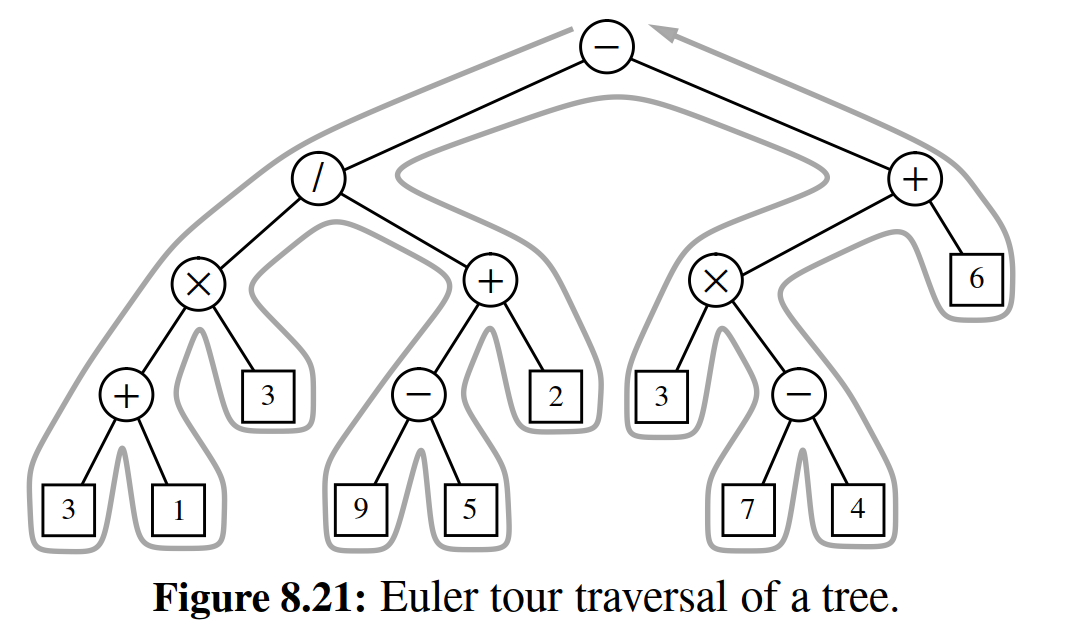 −
/ +
× + × 6
+ 3 − 2 3 −
3 1 9 5 7 4
Figure 8.21: Euler tour traversal of a tree.